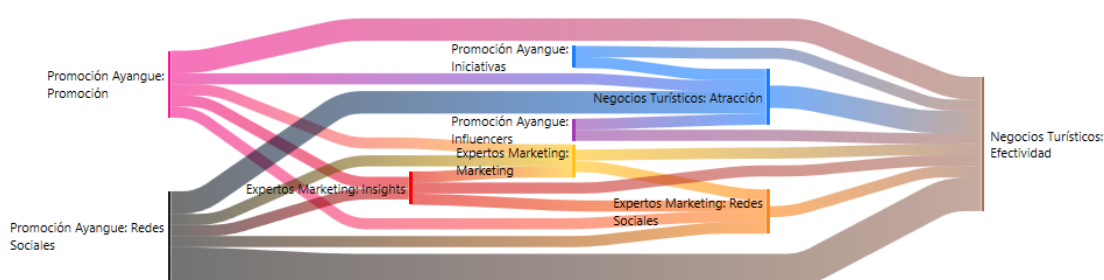 Promoción Ayangue:
Iniciativas
Promoción Ayangue:
Promoción
Negocios Turísticos: Atracción
Promoción Ayangue:
Influencers
Negocios Turísticos:
Efectividad
Expertos Marketing:
Marketing
Expertos Marketing: Insights
Expertos Marketing: Redes
Sociales
Promoción Ayangue: Redes
Sociales